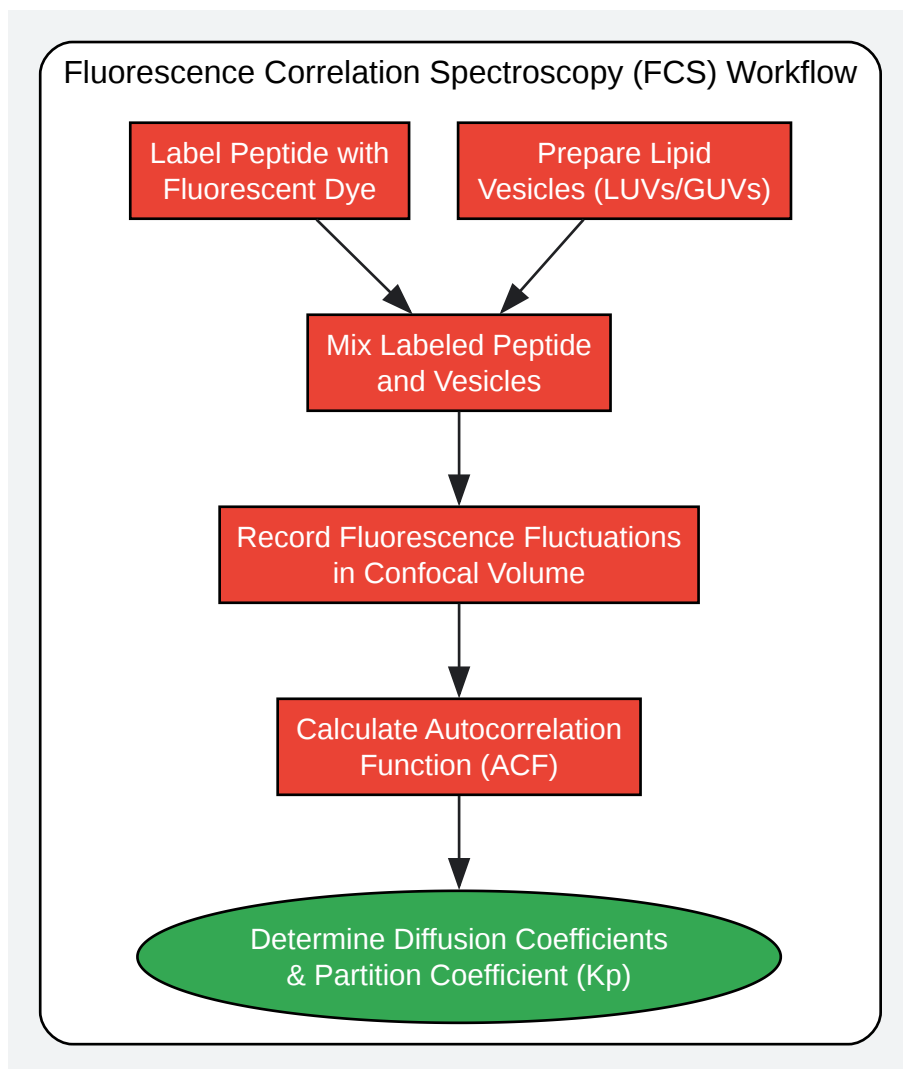 Fluorescence Correlation Spectroscopy (FCS) Workflow
Label Peptide with
Fluorescent Dye
Prepare Lipid
Vesicles (LUVs/GUVs)
Mix Labeled Peptide
and Vesicles
Record Fluorescence Fluctuations
in Confocal Volume
Calculate Autocorrelation
Function (ACF)
Determine Diffusion Coefficients
& Partition Coefficient (Kp)